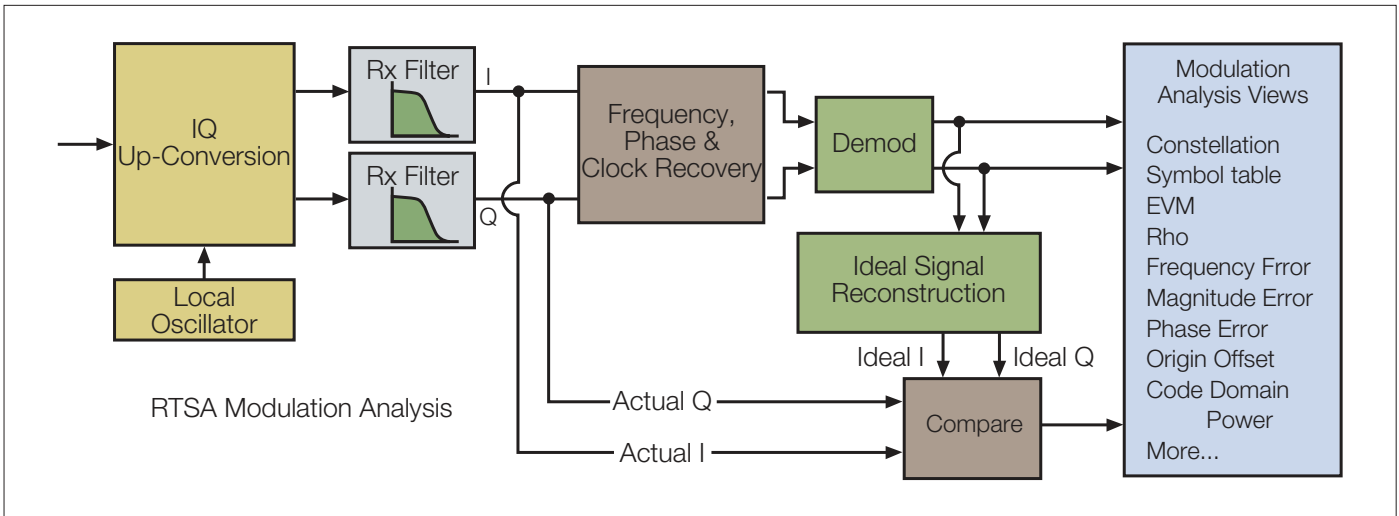 IQ
Up-Conversion
Local
Oscillator
Rx Filter
I
Rx Filter
Q
Frequency,
Phase &
Clock Recovery
Demod
Ideal Signal
Reconstruction
Ideal I
Ideal Q
Actual Q
Actual I
Compare
RTSA Modulation Analysis
Modulation
Analysis Views
Constellation
Symbol table
EVM
Rho
Frequency Frror
Magnitude Error
Phase Error
Origin Offset
Code Domain
Power
More...